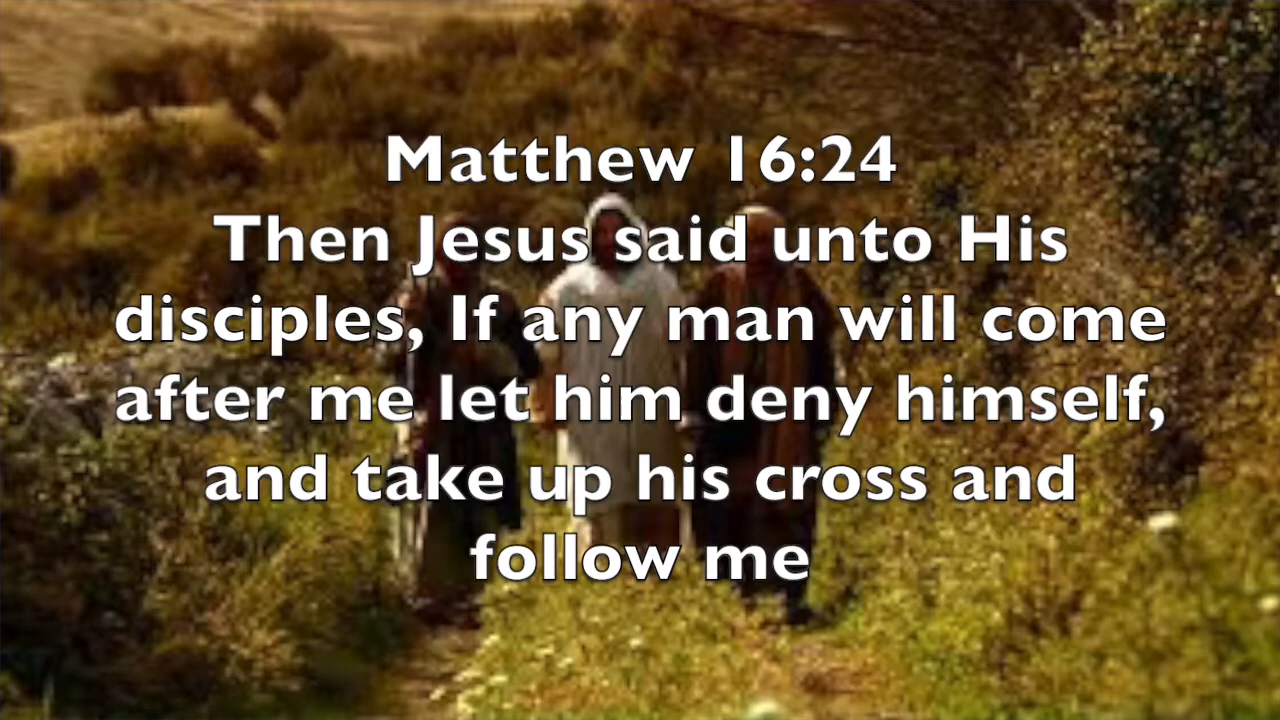 Matthew 16:24
Then Jesus said unto His
disciples, If any man will come
after me let him deny himself,
and take up his cross and
follow me